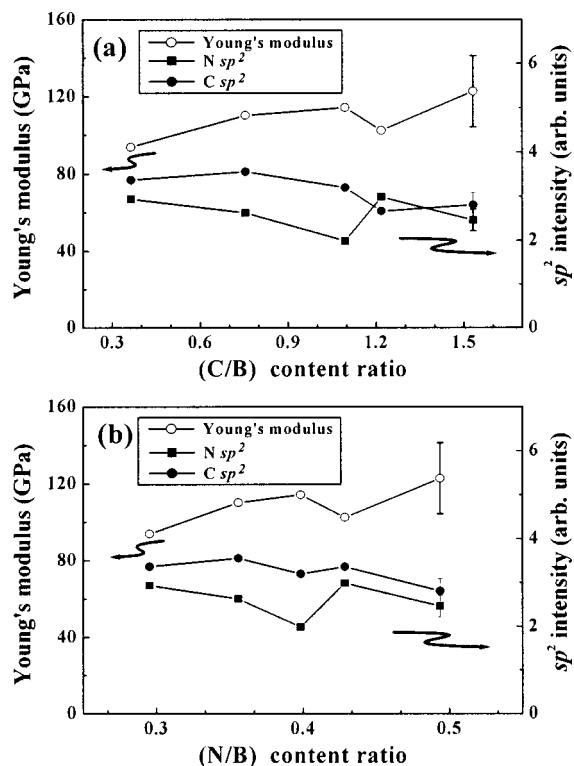 (a)
Young's modulus
N sp²
C sp²
Young's modulus (GPa)
160
120
80
40
0
sp² intensity (arb. units)
6
4
2
0
0.3 0.6 0.9 1.2 1.5
(C/B) content ratio
(b)
Young's modulus
N sp²
C sp²
Young's modulus (GPa)
160
120
80
40
0
sp² intensity (arb. units)
6
4
2
0
0.3 0.4 0.5
(N/B) content ratio